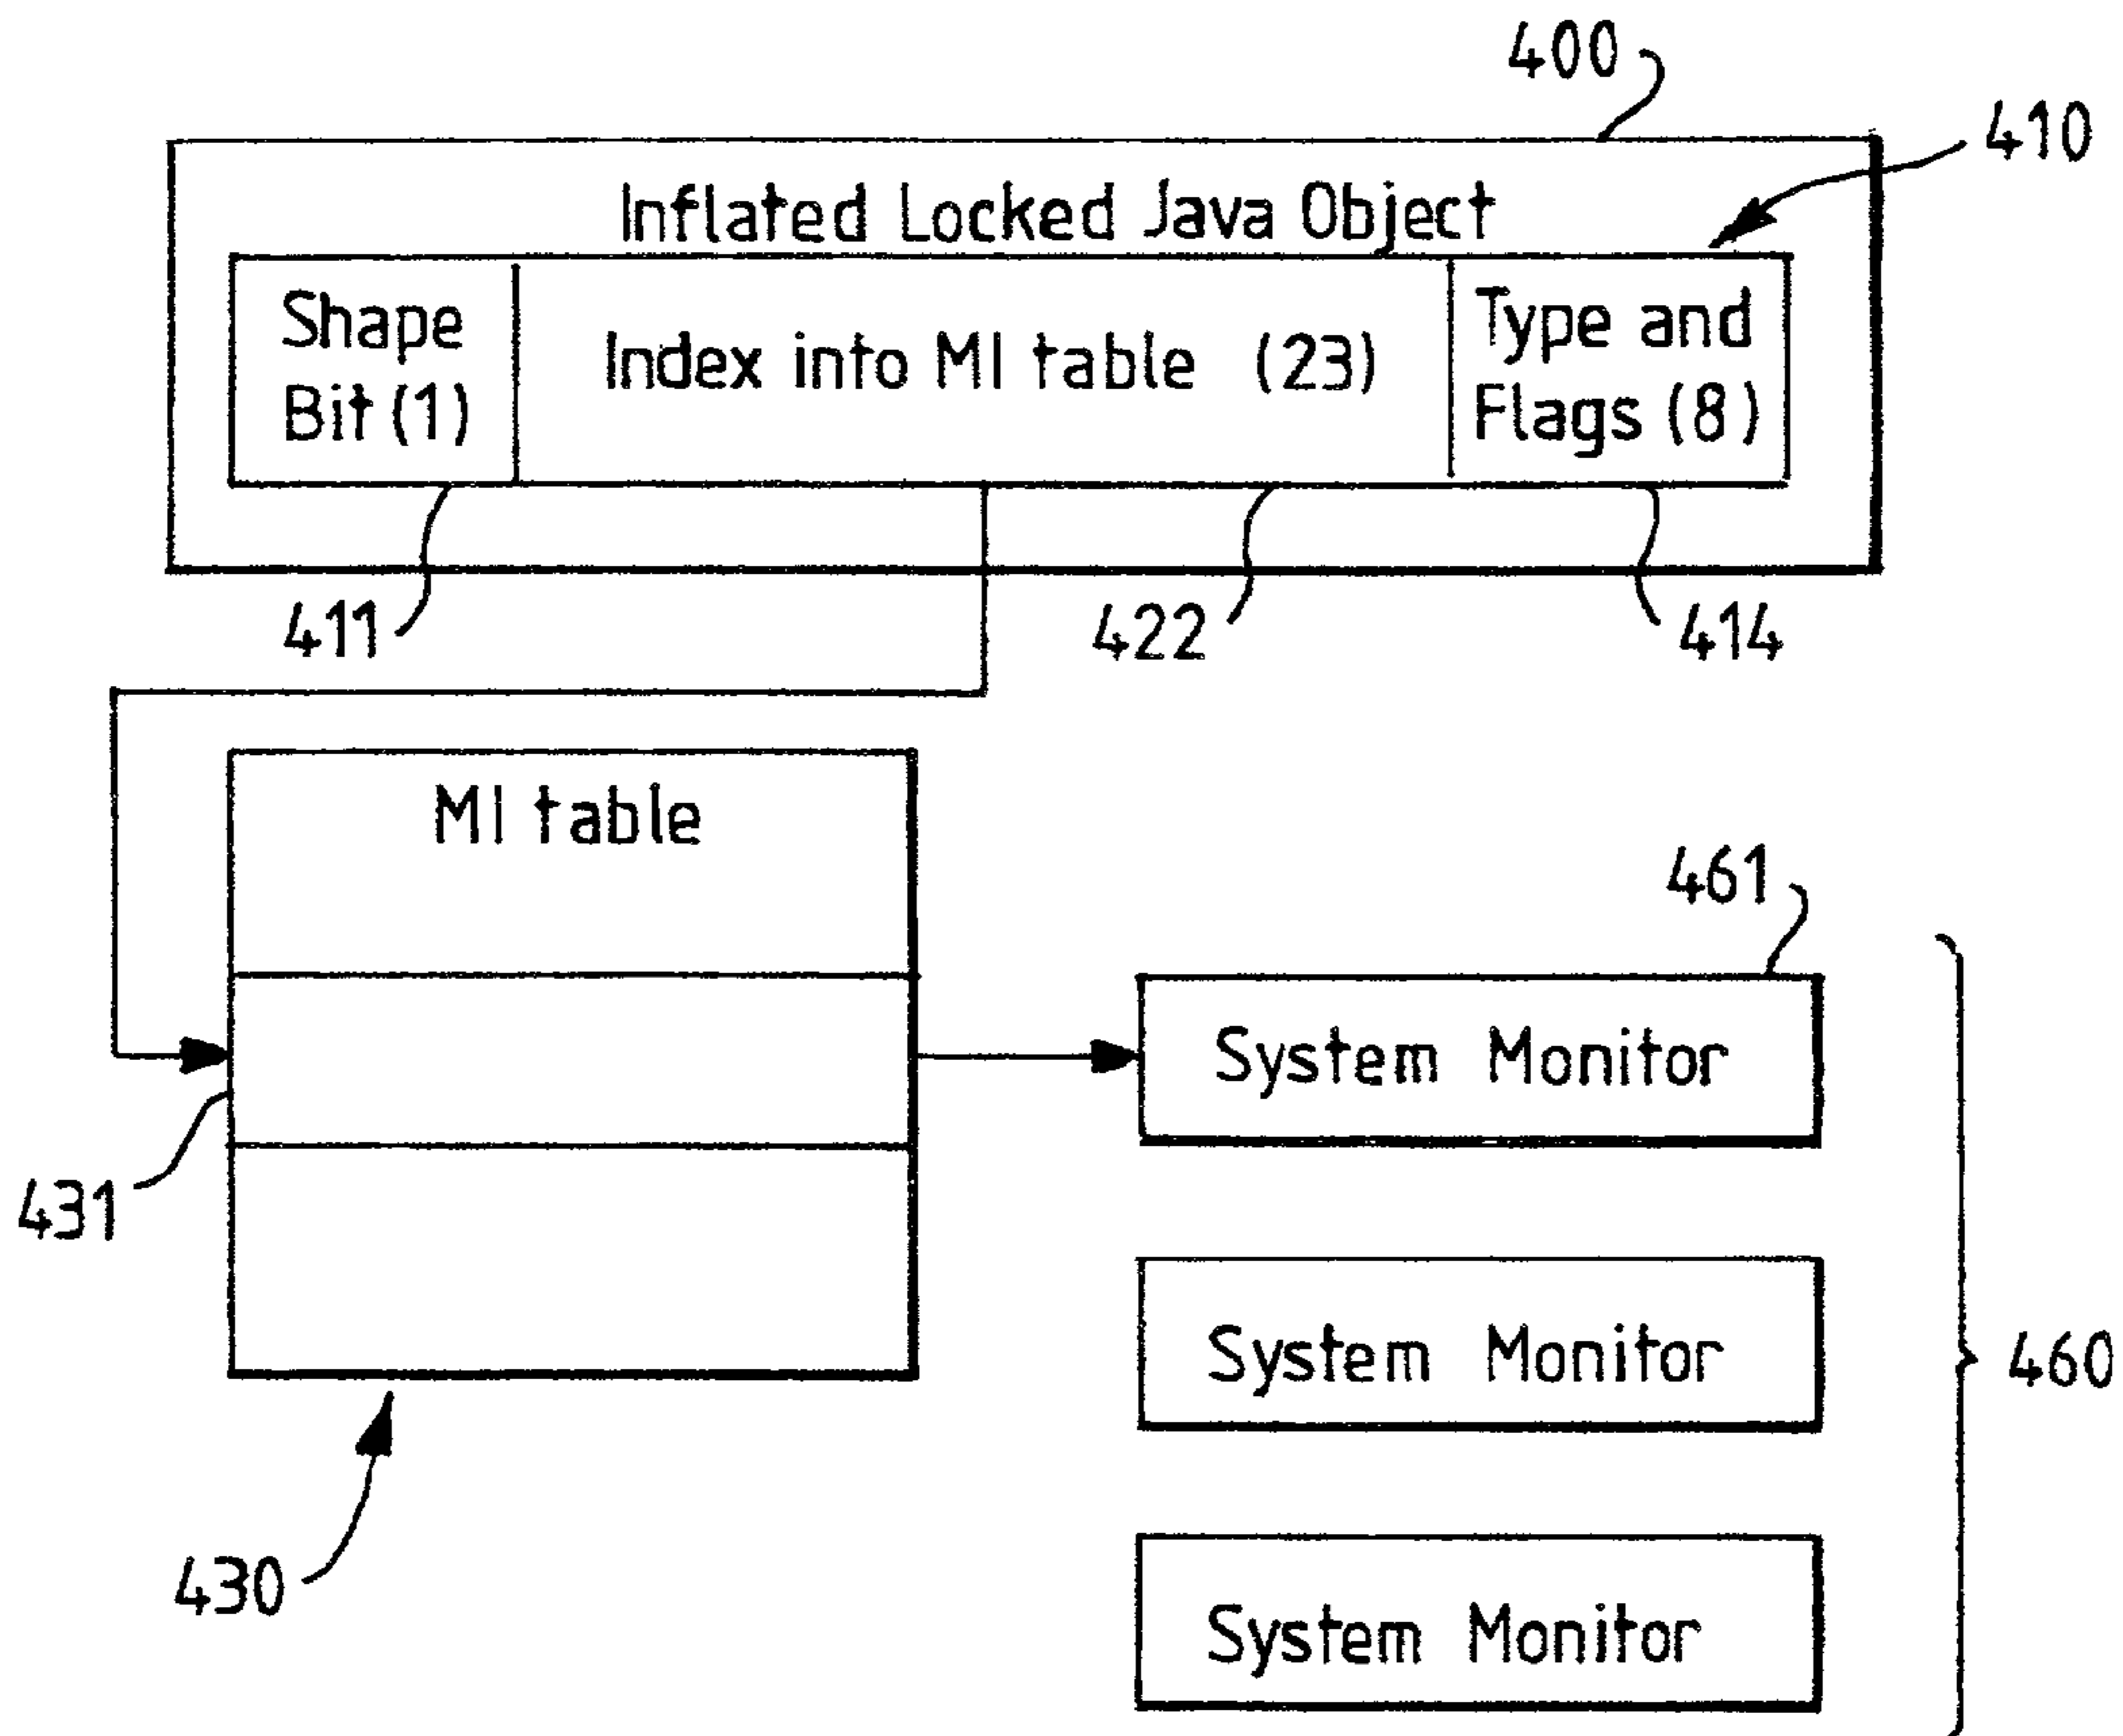 400
410
Inflated Locked Java Object
Shape
Bit (1)
Index into MI table (23)
Type and
Flags (8)
411
422
414
MI table
461
System Monitor
431
System Monitor
460
430
System Monitor